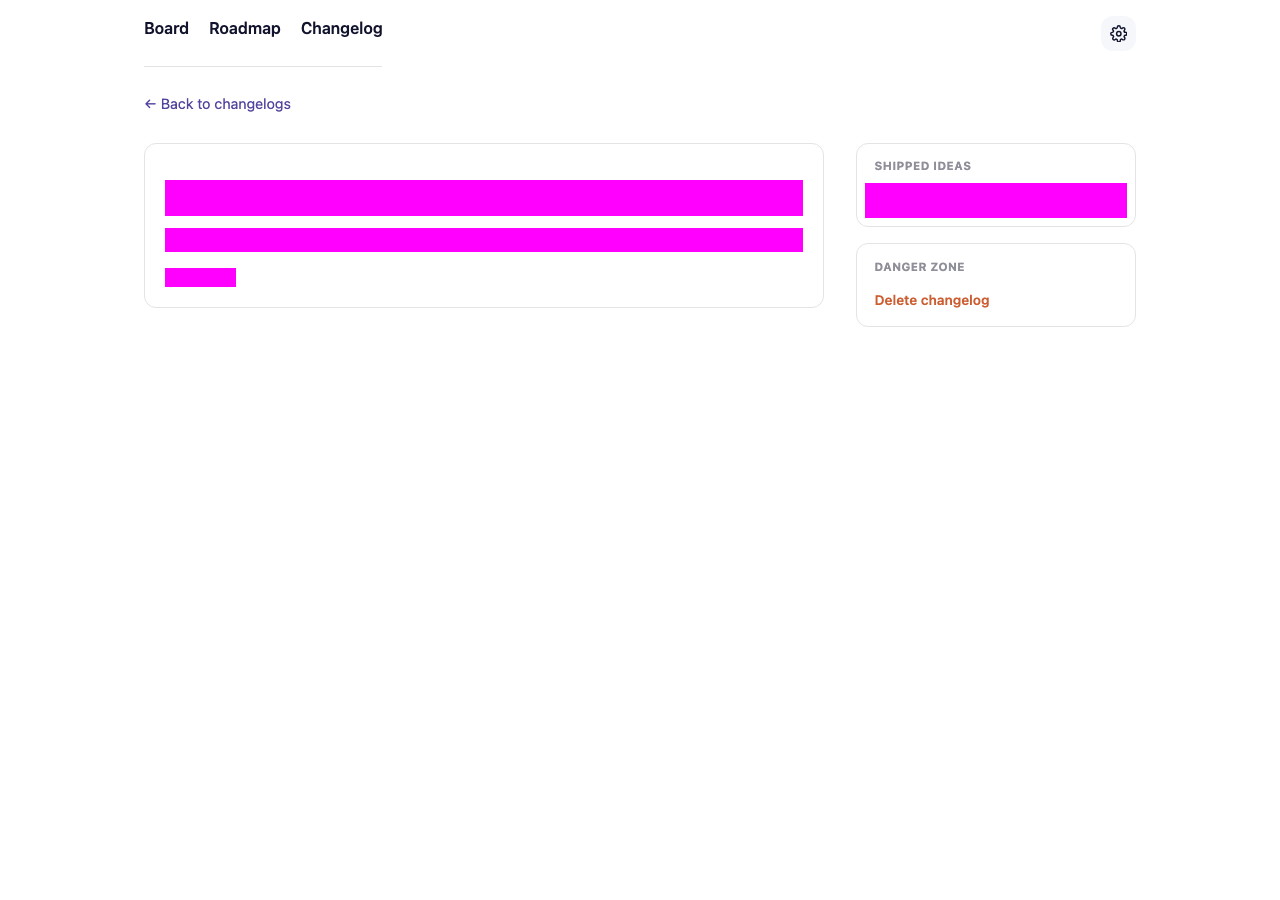 Board Roadmap Changelog
← Back to changelogs
SHIPPED IDEAS
DANGER ZONE
Delete changelog